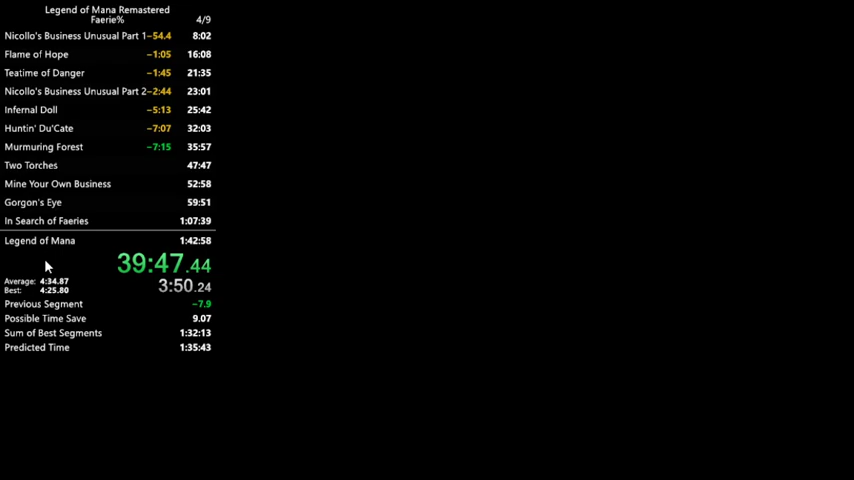 Legend of Mana Remastered
Faerie% 4/9
Nicollo's Business Unusual Part 1 −54.4 8:02
Flame of Hope −1:05 16:08
Teatime of Danger −1:45 21:35
Nicollo's Business Unusual Part 2 −2:44 23:01
Infernal Doll −5:13 25:42
Huntin' Du'Cate −7:07 32:03
Murmuring Forest −7:15 35:57
Two Torches 47:47
Mine Your Own Business 52:58
Gorgon's Eye 59:51
In Search of Faeries 1:07:39
Legend of Mana 1:42:58
39:47.44
Average: 4:34.87
Best: 4:25.80
3:50.24
Previous Segment −7.9
Possible Time Save 9.07
Sum of Best Segments 1:32:13
Predicted Time 1:35:43